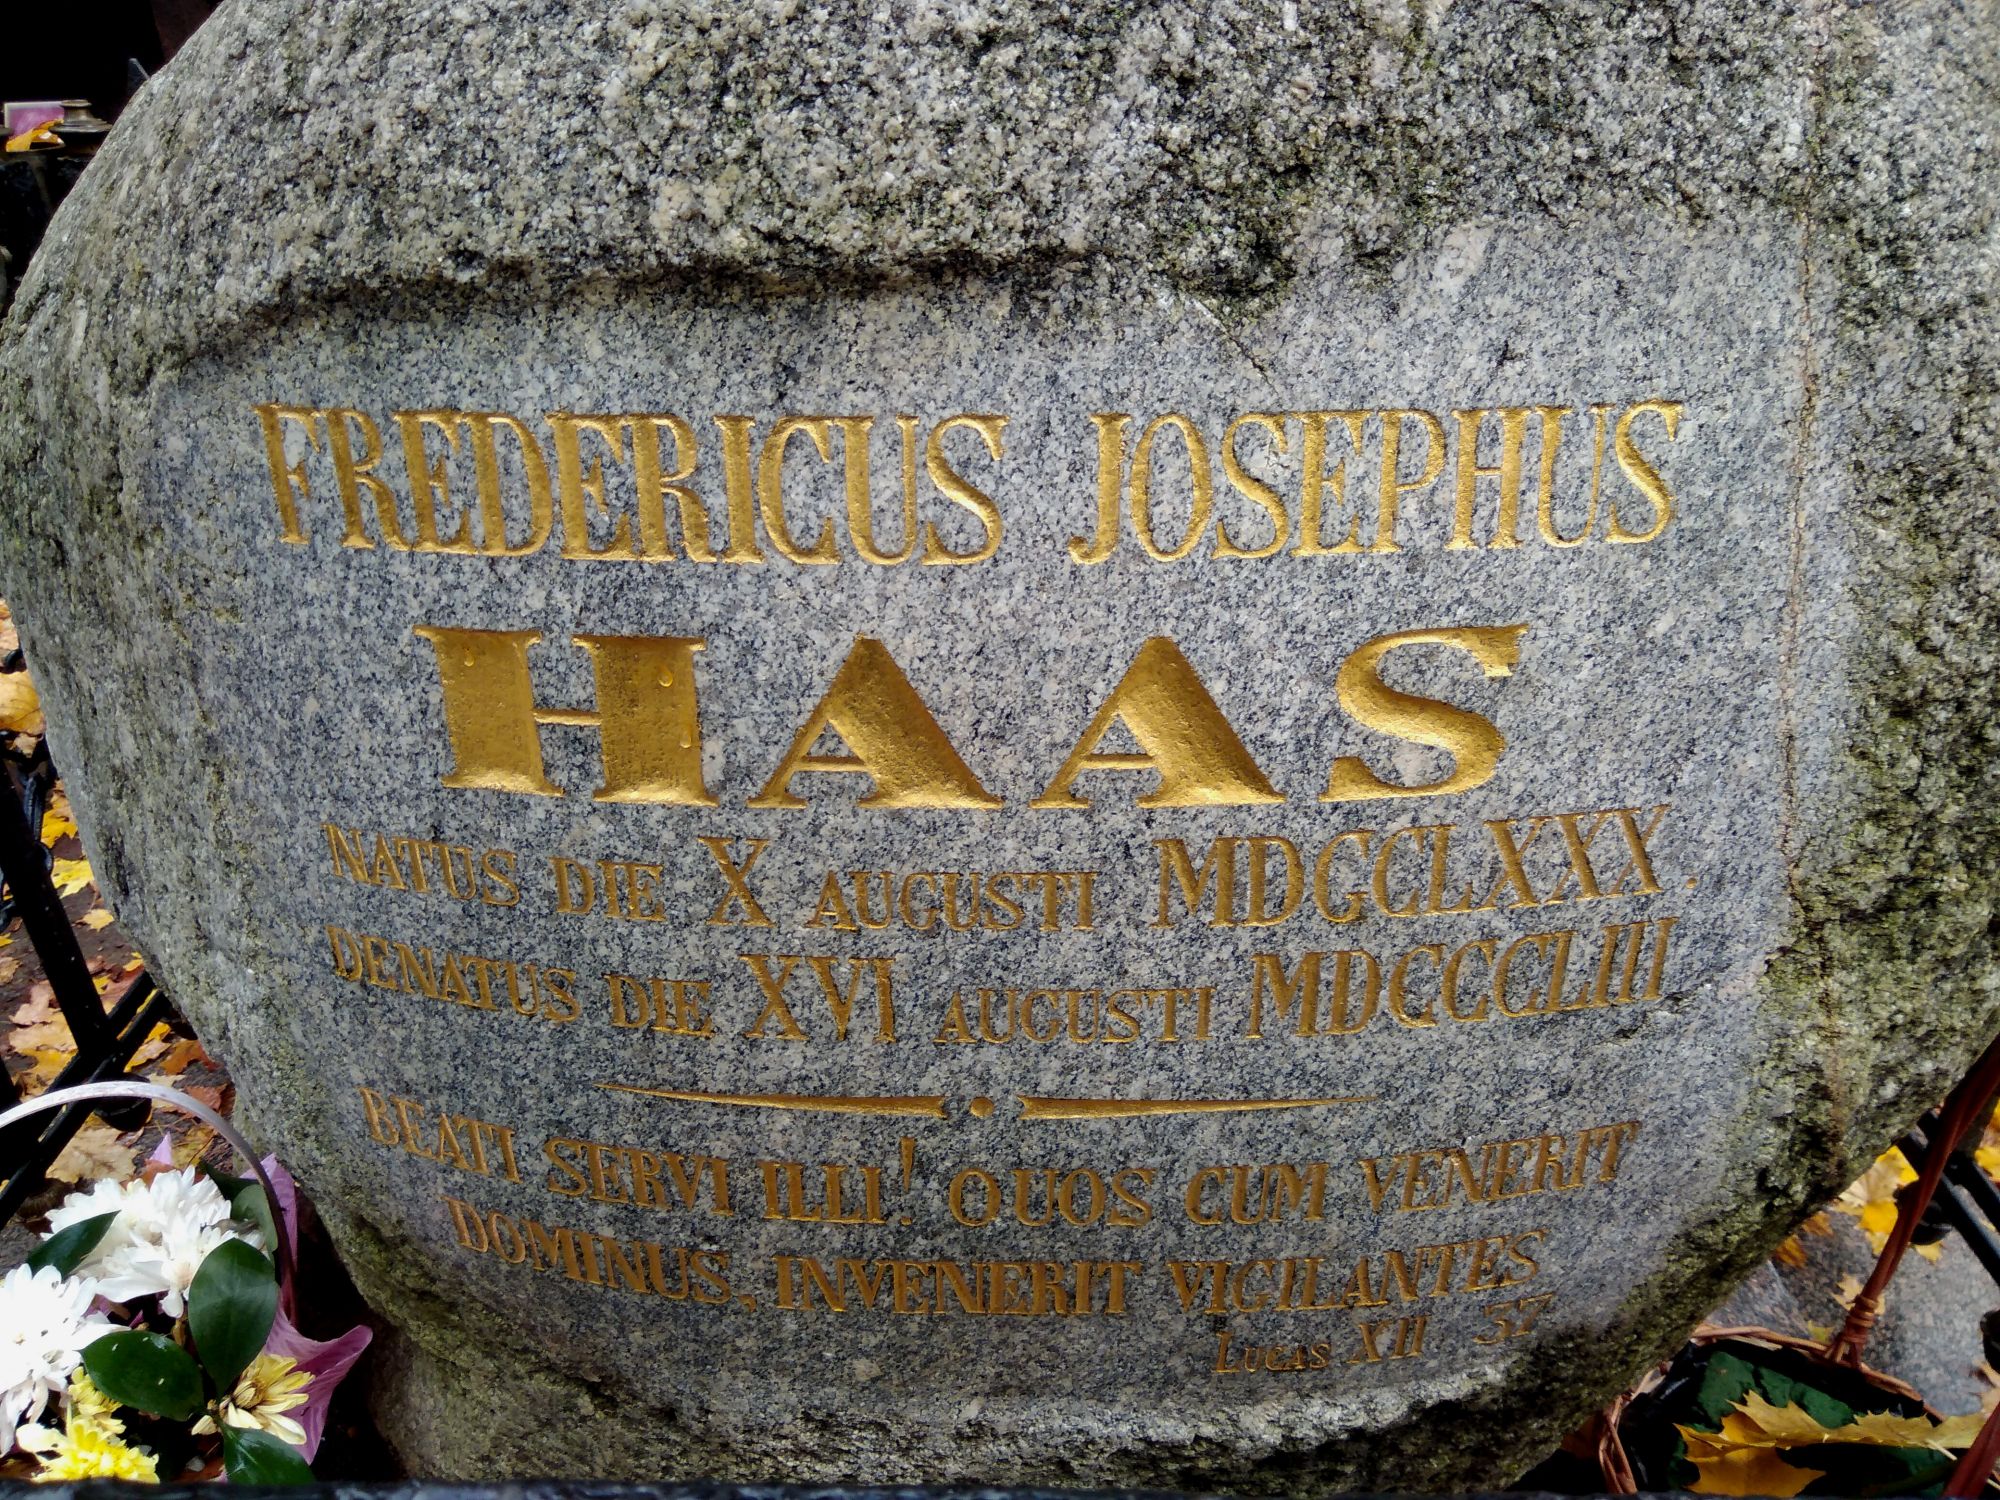 FREDERICUS JOSEPHUS
HAAS
NATUS DIE X AUGUSTI MDGCLXXX.
DENATUS DIE XVI AUGUSTI MDCCCLIII
BEATI SERVI ILLI! QUOS CUM VENERIT
DOMINUS, INVENERIT VIGILANTES
LUCAS XII 37